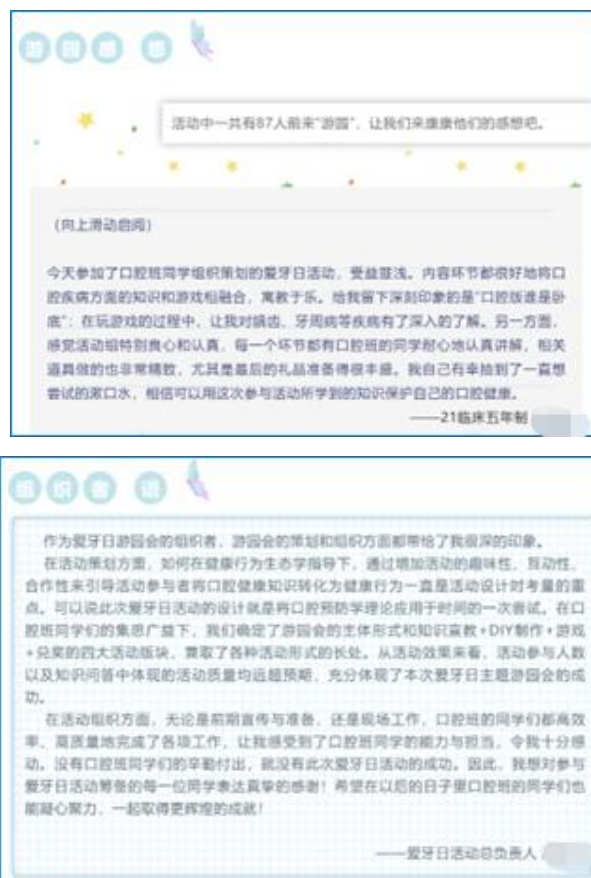 游园感想
活动中一共有87人前来“游园”，让我们来康康他们的感想吧。
（向上滑动启阅）
今天参加了口腔班同学组织策划的爱牙日活动，受益匪浅。内容环节都很好地将口
腔疾病方面的知识和游戏相融合，寓教于乐。给我留下深刻印象的是“口腔版谁是卧
底”：在玩游戏的过程中，让我对龋齿、牙周病等疾病有了深入的了解。另一方面，
感觉活动组特别良心和认真，每一个环节都有口腔班的同学耐心地认真讲解，相关
道具做的也非常精致，尤其是最后的礼品准备得很丰盛。我自己有幸抽到了一直想
尝试的漱口水，相信可以用这次参与活动所学到的知识保护自己的口腔健康。
——21临床五年制
组织者说
作为爱牙日游园会的组织者，游园会的策划和组织方面都带给了我很深的印象。
在活动策划方面，如何在健康行为生态学指导下，通过增加活动的趣味性、互动性、
合作性来引导活动参与者将口腔健康知识转化为健康行为一直是活动设计时考量的重
点。可以说此次爱牙日活动的设计就是将口腔预防学理论应用于时间的一次尝试。在口
腔班同学们的集思广益下，我们确定了游园会的主体形式和知识宣教+DIY制作+游戏
+兑奖的四大活动版块，兼取了各种活动形式的长处。从活动效果来看，活动参与人数
以及知识问答中体现的活动质量均远超预期，充分体现了本次爱牙日主题游园会的成
功。
在活动组织方面，无论是前期宣传与准备，还是现场工作，口腔班的同学们都高效
率、高质量地完成了各项工作，让我感受到了口腔班同学的能力与担当，令我十分感
动。没有口腔班同学们的辛勤付出，就没有此次爱牙日活动的成功。因此，我想对参与
爱牙日活动筹备的每一位同学表达真挚的感谢！希望在以后的日子里口腔班的同学们也
能凝心聚力，一起取得更辉煌的成就！
——爱牙日活动总负责人